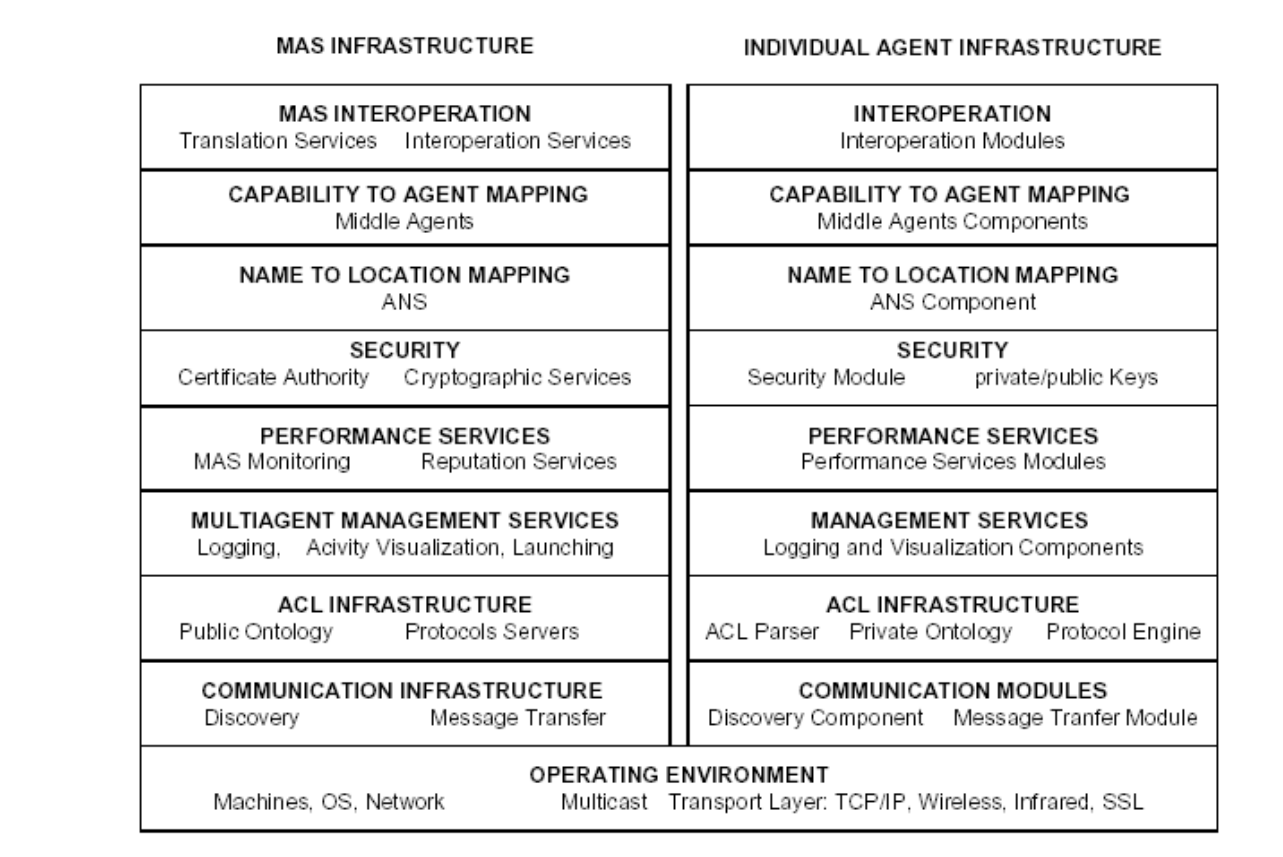 MAS INFRASTRUCTURE
INDIVIDUAL AGENT INFRASTRUCTURE
MAS INTEROPERATION
Translation Services Interoperation Services
INTEROPERATION
Interoperation Modules
CAPABILITY TO AGENT MAPPING
Middle Agents
CAPABILITY TO AGENT MAPPING
Middle Agents Components
NAME TO LOCATION MAPPING
ANS
NAME TO LOCATION MAPPING
ANS Component
SECURITY
Certificate Authority Cryptographic Services
SECURITY
Security Module private/public Keys
PERFORMANCE SERVICES
MAS Monitoring Reputation Services
PERFORMANCE SERVICES
Performance Services Modules
MULTIAGENT MANAGEMENT SERVICES
Logging, Acivity Visualization, Launching
MANAGEMENT SERVICES
Logging and Visualization Components
ACL INFRASTRUCTURE
Public Ontology Protocols Servers
ACL INFRASTRUCTURE
ACL Parser Private Ontology Protocol Engine
COMMUNICATION INFRASTRUCTURE
Discovery Message Transfer
COMMUNICATION MODULES
Discovery Component Message Tranfer Module
OPERATING ENVIRONMENT
Machines, OS, Network Multicast Transport Layer: TCP/IP, Wireless, Infrared, SSL